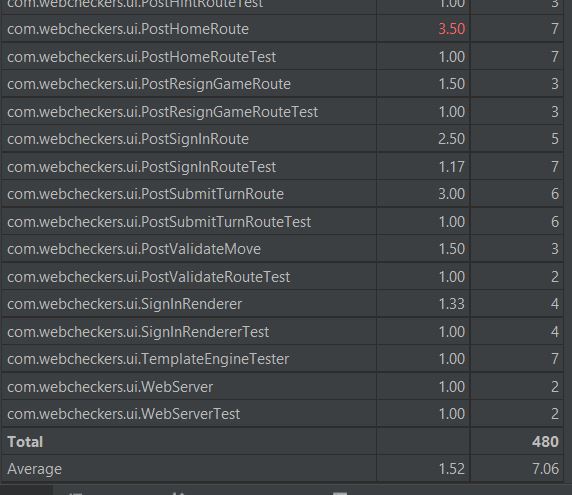 com.webcheckers.ui.PostHintRouteTest 1.00 3
com.webcheckers.ui.PostHomeRoute 3.50 7
com.webcheckers.ui.PostHomeRouteTest 1.00 7
com.webcheckers.ui.PostResignGameRoute 1.50 3
com.webcheckers.ui.PostResignGameRouteTest 1.00 3
com.webcheckers.ui.PostSignInRoute 2.50 5
com.webcheckers.ui.PostSignInRouteTest 1.17 7
com.webcheckers.ui.PostSubmitTurnRoute 3.00 6
com.webcheckers.ui.PostSubmitTurnRouteTest 1.00 6
com.webcheckers.ui.PostValidateMove 1.50 3
com.webcheckers.ui.PostValidateRouteTest 1.00 2
com.webcheckers.ui.SignInRenderer 1.33 4
com.webcheckers.ui.SignInRendererTest 1.00 4
com.webcheckers.ui.TemplateEngineTester 1.00 7
com.webcheckers.ui.WebServer 1.00 2
com.webcheckers.ui.WebServerTest 1.00 2
Total 480
Average 1.52 7.06